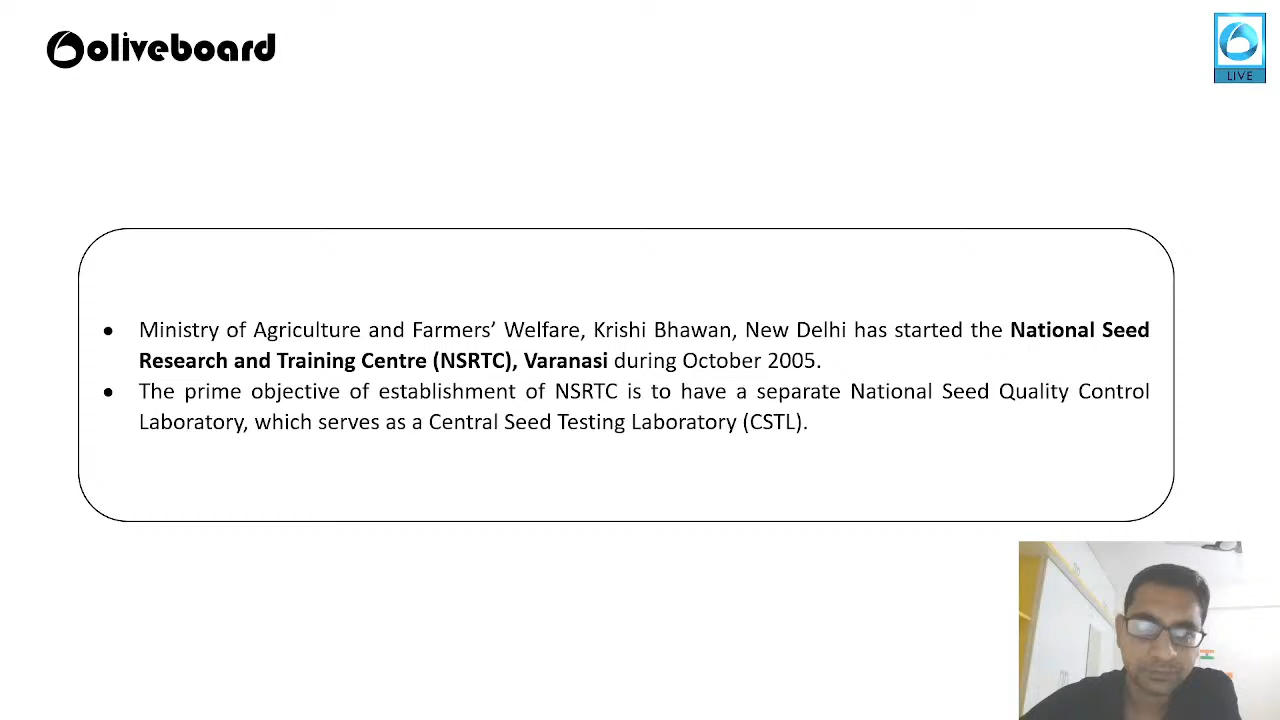 oliveboard
LIVE
● Ministry of Agriculture and Farmers’ Welfare, Krishi Bhawan, New Delhi has started the National Seed
Research and Training Centre (NSRTC), Varanasi during October 2005.
● The prime objective of establishment of NSRTC is to have a separate National Seed Quality Control
Laboratory, which serves as a Central Seed Testing Laboratory (CSTL).